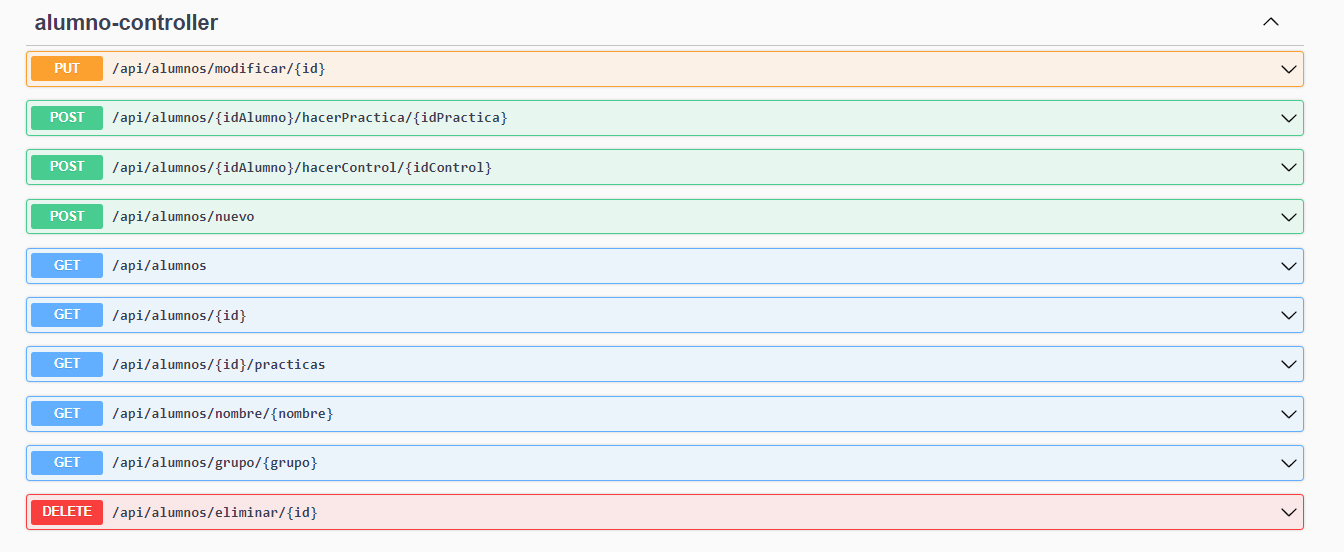 alumno-controller
PUT /api/alumnos/modificar/{id}
POST /api/alumnos/{idAlumno}/hacerPractica/{idPractica}
POST /api/alumnos/{idAlumno}/hacerControl/{idControl}
POST /api/alumnos/nuevo
GET /api/alumnos
GET /api/alumnos/{id}
GET /api/alumnos/{id}/practicas
GET /api/alumnos/nombre/{nombre}
GET /api/alumnos/grupo/{grupo}
DELETE /api/alumnos/eliminar/{id}